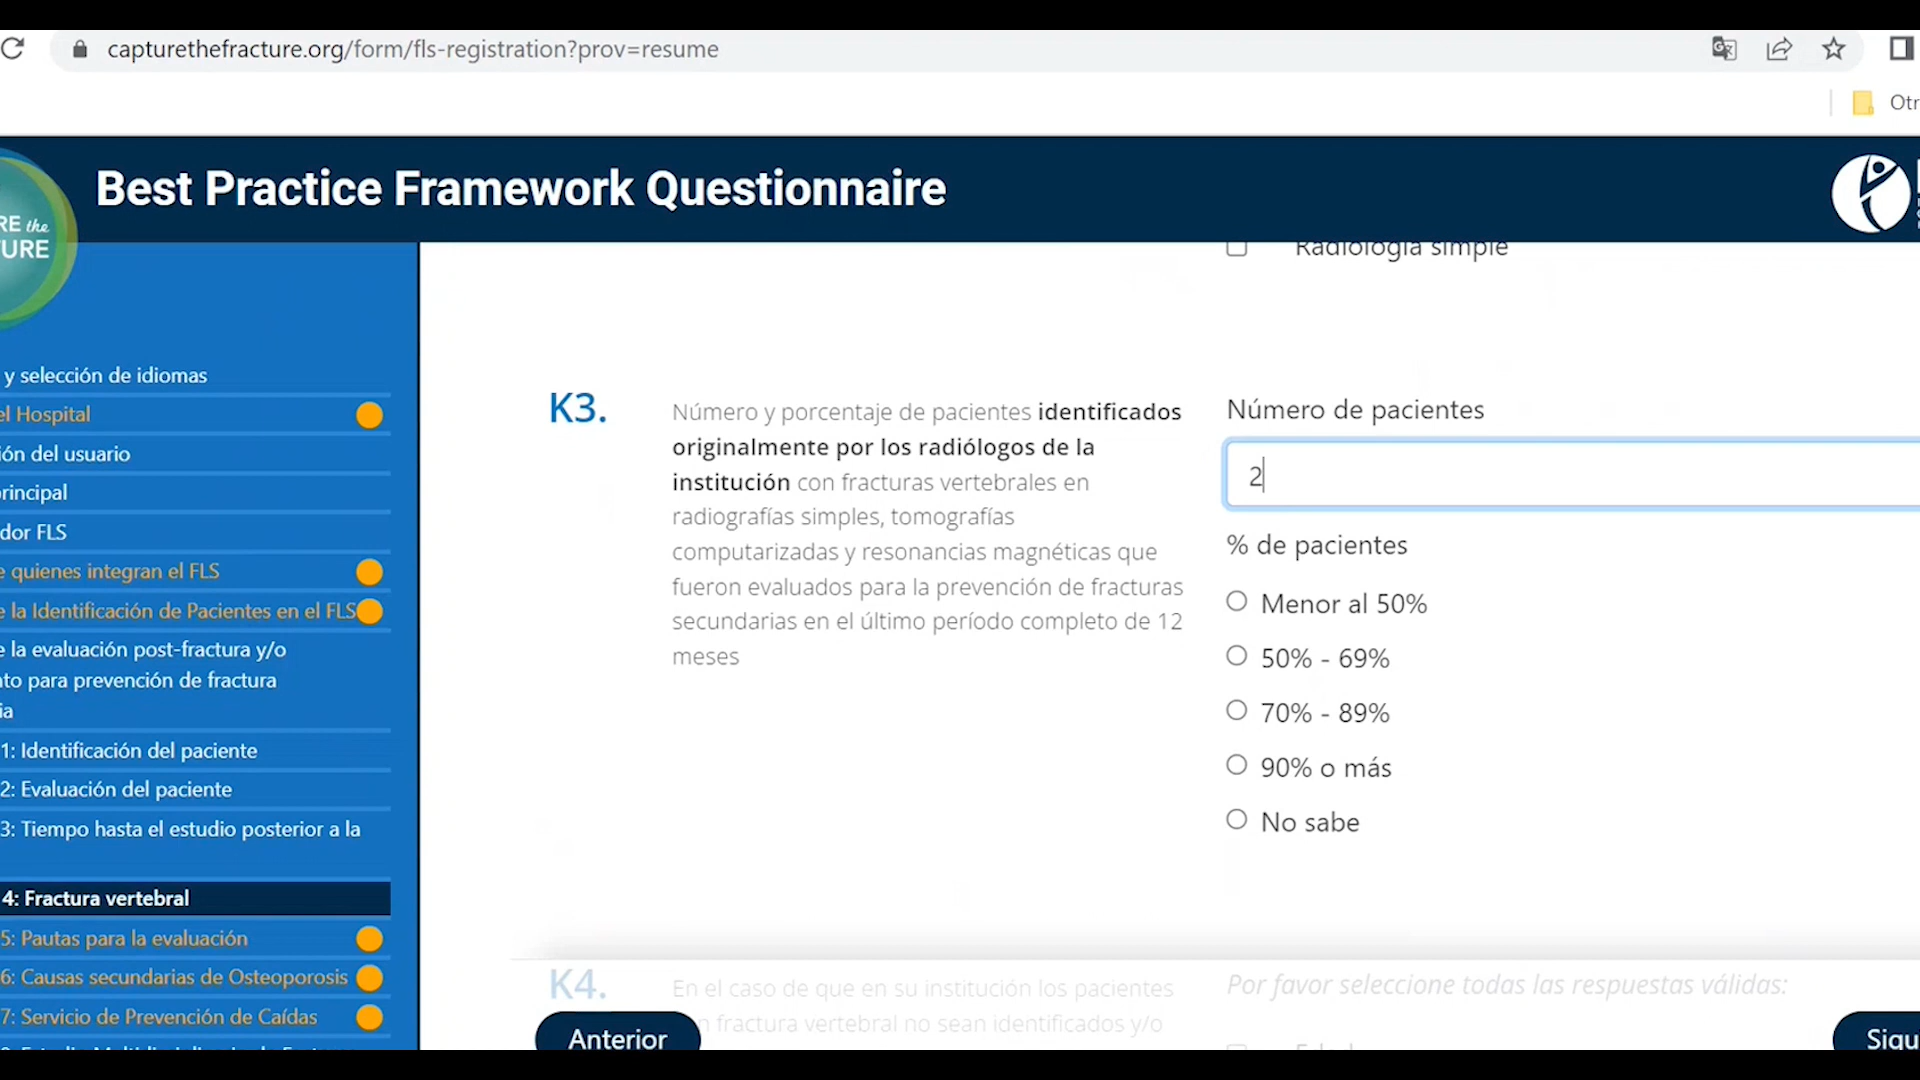 capturethefracture.org/form/fls-registration?prov=resume
Otr
Best Practice Framework Questionnaire
RE the
URE
y selección de idiomas
el Hospital
ión del usuario
rincipal
dor FLS
e quienes integran el FLS
e la Identificación de Pacientes en el FLS
e la evaluación post-fractura y/o
nto para prevención de fractura
ia
1: Identificación del paciente
2: Evaluación del paciente
3: Tiempo hasta el estudio posterior a la
4: Fractura vertebral
5: Pautas para la evaluación
6: Causas secundarias de Osteoporosis
7: Servicio de Prevención de Caídas
Radiología simple
K3.
Número y porcentaje de pacientes identificados
originalmente por los radiólogos de la
institución con fracturas vertebrales en
radiografías simples, tomografías
computarizadas y resonancias magnéticas que
fueron evaluados para la prevención de fracturas
secundarias en el último período completo de 12
meses
Número de pacientes
2
% de pacientes
Menor al 50%
50% - 69%
70% - 89%
90% o más
No sabe
K4.
En el caso de que en su institución los pacientes
n fractura vertebral no sean identificados y/o
Por favor seleccione todas las respuestas válidas:
Anterior
Sigu